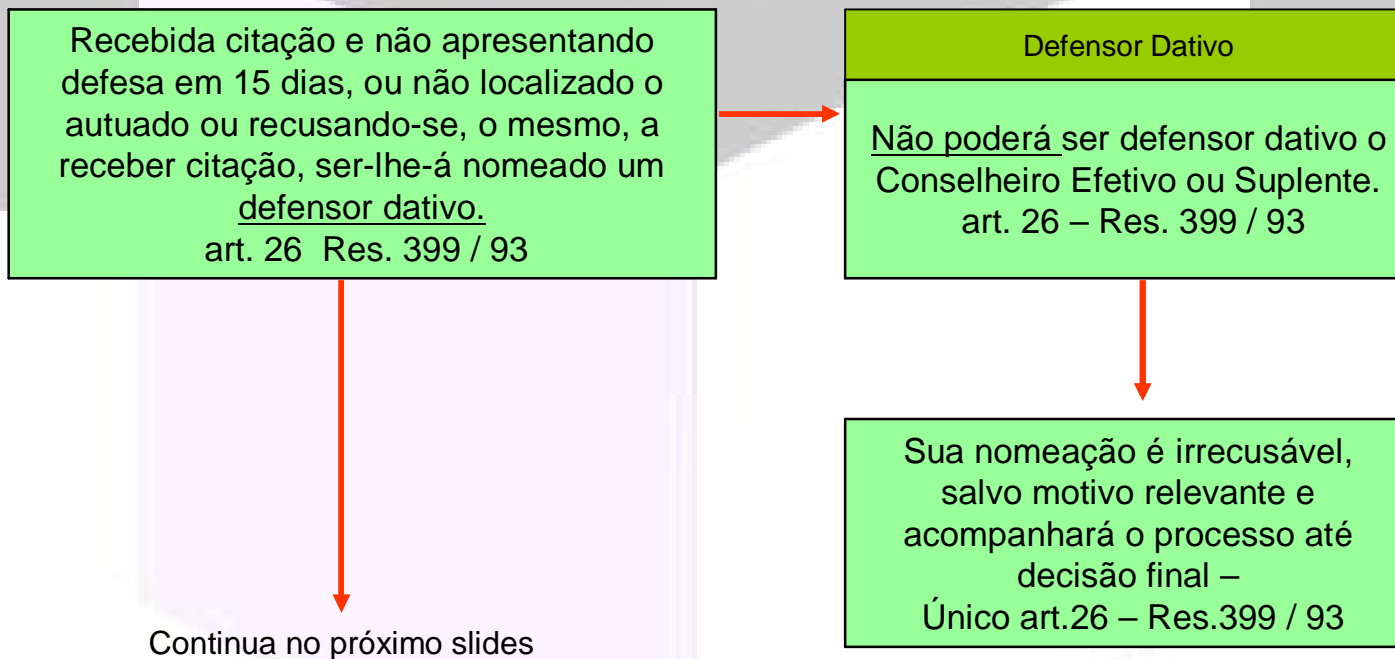 Recebida citação e não apresentando
defesa em 15 dias, ou não localizado o
autuado ou recusando-se, o mesmo, a
receber citação, ser-lhe-á nomeado um
defensor dativo.
art. 26 Res. 399 / 93
Defensor Dativo
Não poderá ser defensor dativo o
Conselheiro Efetivo ou Suplente.
art. 26 – Res. 399 / 93
Sua nomeação é irrecusável,
salvo motivo relevante e
acompanhará o processo até
decisão final –
Único art.26 – Res.399 / 93
Continua no próximo slides